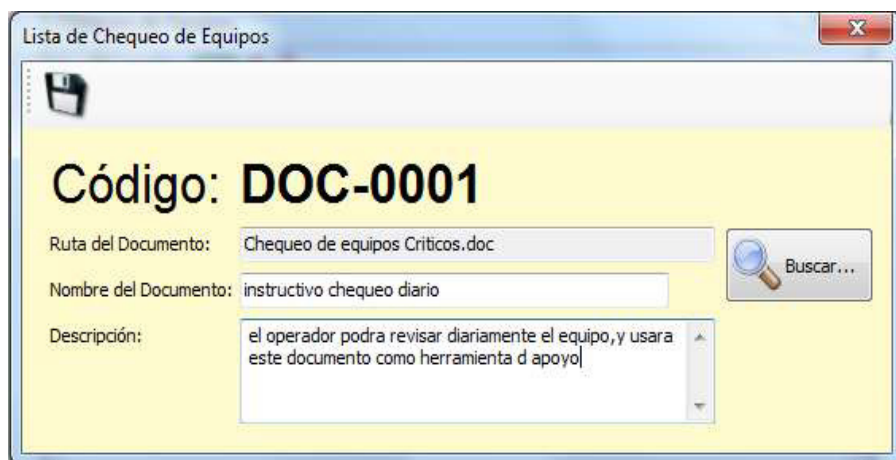 Lista de Chequeo de Equipos
Código: DOC-0001
Ruta del Documento: Chequeo de equipos Criticos.doc
Buscar...
Nombre del Documento: instructivo chequeo diario
Descripción: el operador podra revisar diariamente el equipo,y usara
este documento como herramienta d apoyo